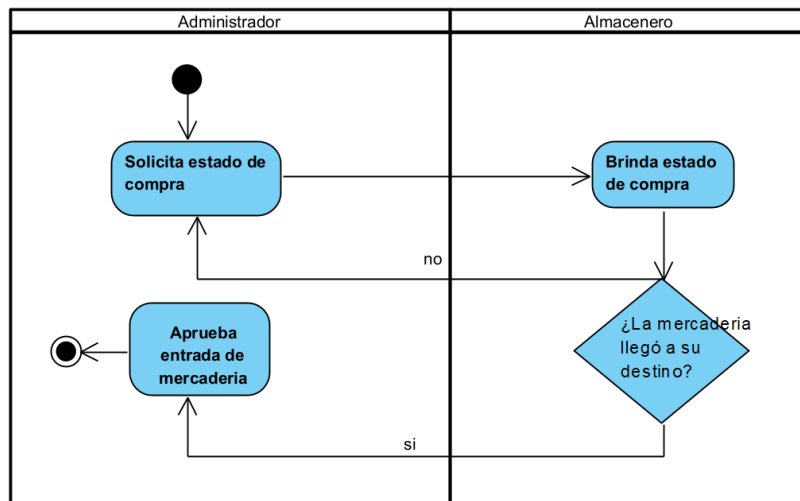 Administrador
Almacenero
Solicita estado de
compra
Brinda estado
de compra
no
¿La mercaderia
llegó a su
destino?
Aprueba
entrada de
mercaderia
si